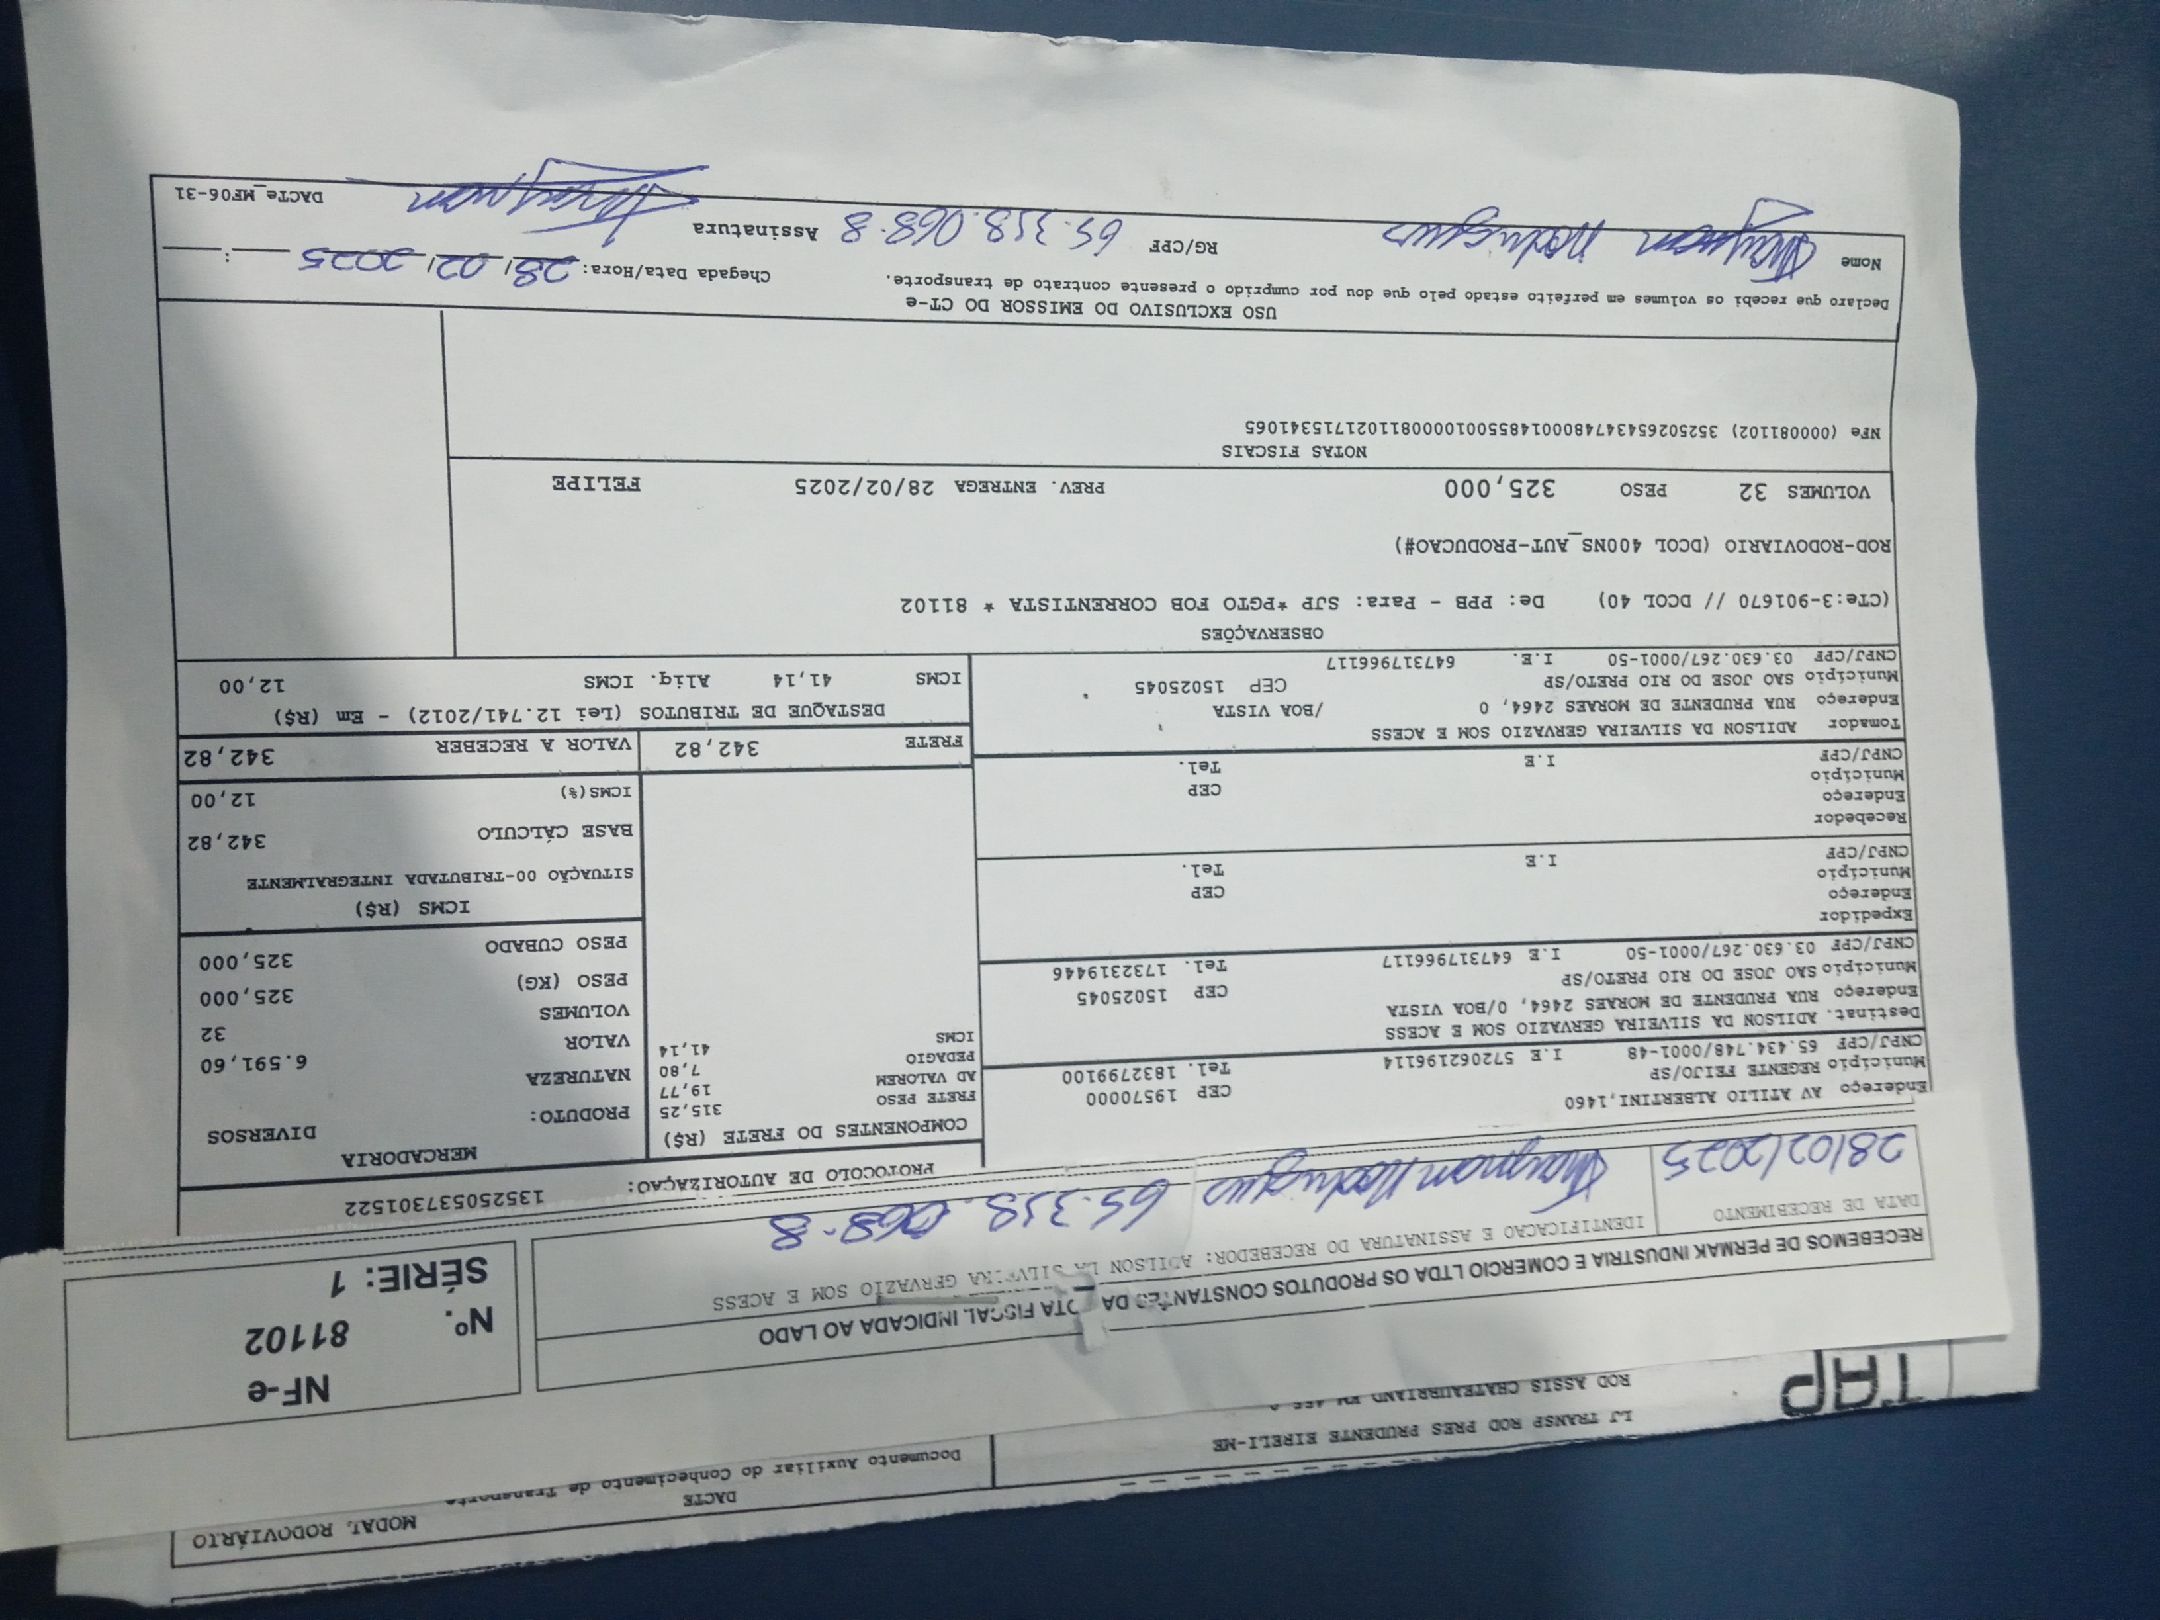 MODAL RODOVIÁRIO
DACTE
Documento Auxiliar do Conhecimento de Transporte
TAP
LJ TRANSP ROD PRES PRUDENTE EIRELI-ME
ROD ASSIS CHATEAUBRIAND KM 455
NF-e
Nº. 81102
SÉRIE: 1
RECEBEMOS DE PERMAK INDUSTRIA E COMERCIO LTDA OS PRODUTOS CONSTANTES DA NOTA FISCAL INDICADA AO LADO
DATA DE RECEBIMENTO
28/02/2025
IDENTIFICACAO E ASSINATURA DO RECEBEDOR: ADILSON DA SILVEIRA GERVAZIO SOM E ACESS
65.358.068-8
PROTOCOLO DE AUTORIZAÇAO: 135250537301522
Endereço AV ATILIO ALBERTINI,1460
Município REGENTE FEIJO/SP CEP 19570000
CNPJ/CPF 65.434.748/0001-48 I.E 572062196114 Tel. 1832799100
Destinat. ADILSON DA SILVEIRA GERVAZIO SOM E ACESS
Endereço RUA PRUDENTE DE MORAES 2464, 0/BOA VISTA
Município SAO JOSE DO RIO PRETO/SP CEP 15025045
CNPJ/CPF 03.630.267/0001-50 I.E 647317966117 Tel. 1732319446
Expedidor
Endereço
Município CEP
CNPJ/CPF I.E Tel.
Recebedor
Endereço
Município CEP
CNPJ/CPF I.E Tel.
Tomador ADILSON DA SILVEIRA GERVAZIO SOM E ACESS
Endereço RUA PRUDENTE DE MORAES 2464, 0 /BOA VISTA
Município SAO JOSE DO RIO PRETO/SP CEP 15025045
CNPJ/CPF 03.630.267/0001-50 I.E. 647317966117
COMPONENTES DO FRETE (R$)
FRETE PESO 315,25
AD VALOREM 19,77
PEDAGIO 7,80
ICMS 41,14
FRETE 342,82
MERCADORIA
PRODUTO: DIVERSOS
NATUREZA
VALOR 6.591,60
VOLUMES 32
PESO (KG) 325,000
PESO CUBADO 325,000
ICMS (R$)
SITUAÇÃO 00-TRIBUTADA INTEGRALMENTE
BASE CÁLCULO 342,82
ICMS(%) 12,00
VALOR A RECEBER 342,82
DESTAQUE DE TRIBUTOS (Lei 12.741/2012) - Em (R$)
ICMS 41,14 Aliq. ICMS 12,00
OBSERVAÇÕES
(CTe:3-901670 // DCOL 40) De: PPB - Para: SJP *PGTO FOB CORRENTISTA * 81102
ROD-RODOVIARIO (DCOL 400NS_AUT-PRODUCAO#)
VOLUMES 32 PESO 325,000 PREV. ENTREGA 28/02/2025 FELIPE
NOTAS FISCAIS
NFe (000081102) 35250265434748000148550010000811021715341065
USO EXCLUSIVO DO EMISSOR DO CT-e
Declaro que recebi os volumes em perfeito estado pelo que dou por cumprido o presente contrato de transporte. Chegada Data/Hora: 28/02/2025 :
Nome RG/CPF 65.358.068-8 Assinatura
DACTe_MF06-31